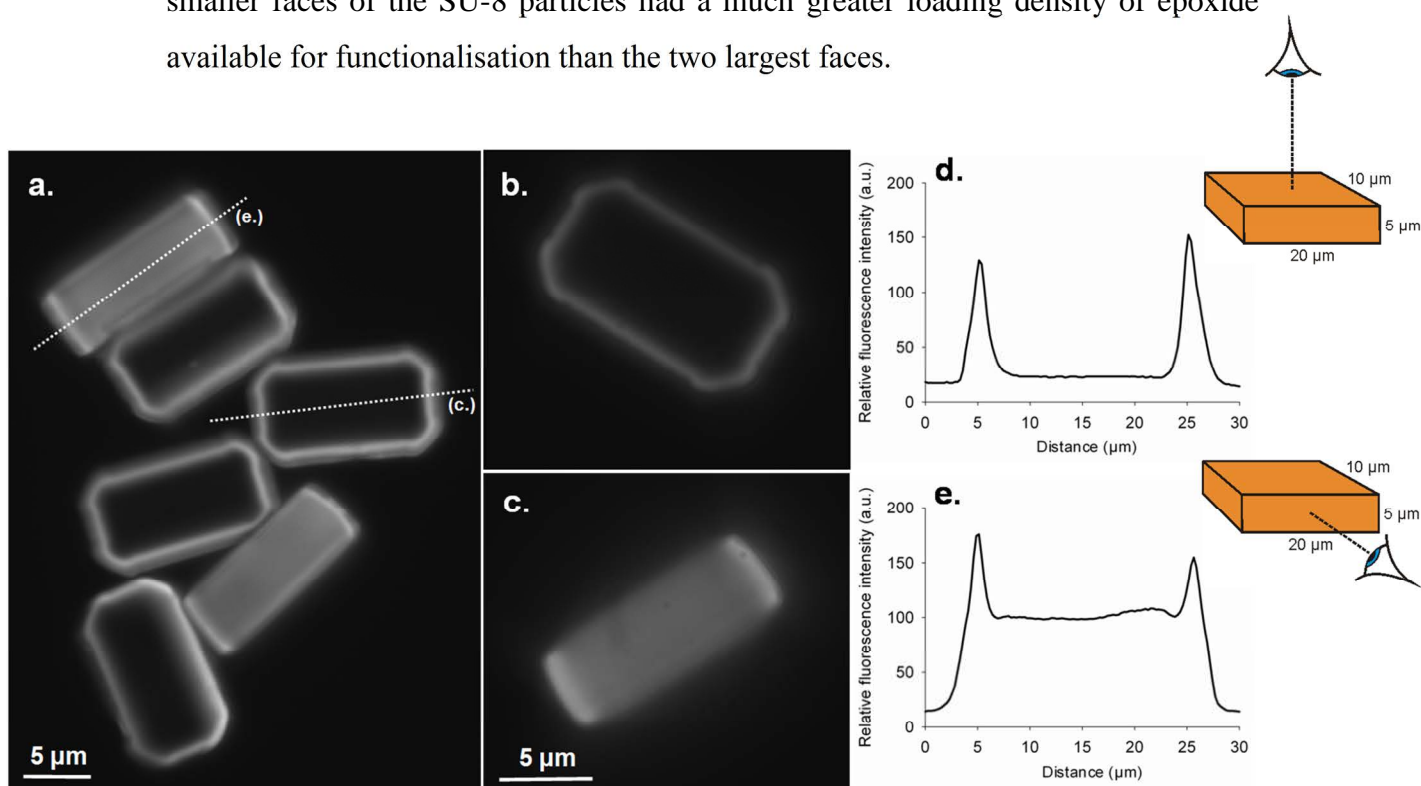 smaller faces of the SU-8 particles had a much greater loading density of epoxide
available for functionalisation than the two largest faces.
a.
(e.)
(c.)
5 µm
b.
c.
5 µm
d.
Relative fluorescence intensity (a.u.)
200
150
100
50
0
0 5 10 15 20 25 30
Distance (µm)
10 µm
5 µm
20 µm
e.
Relative fluorescence intensity (a.u.)
200
150
100
50
0
0 5 10 15 20 25 30
Distance (µm)
10 µm
5 µm
20 µm